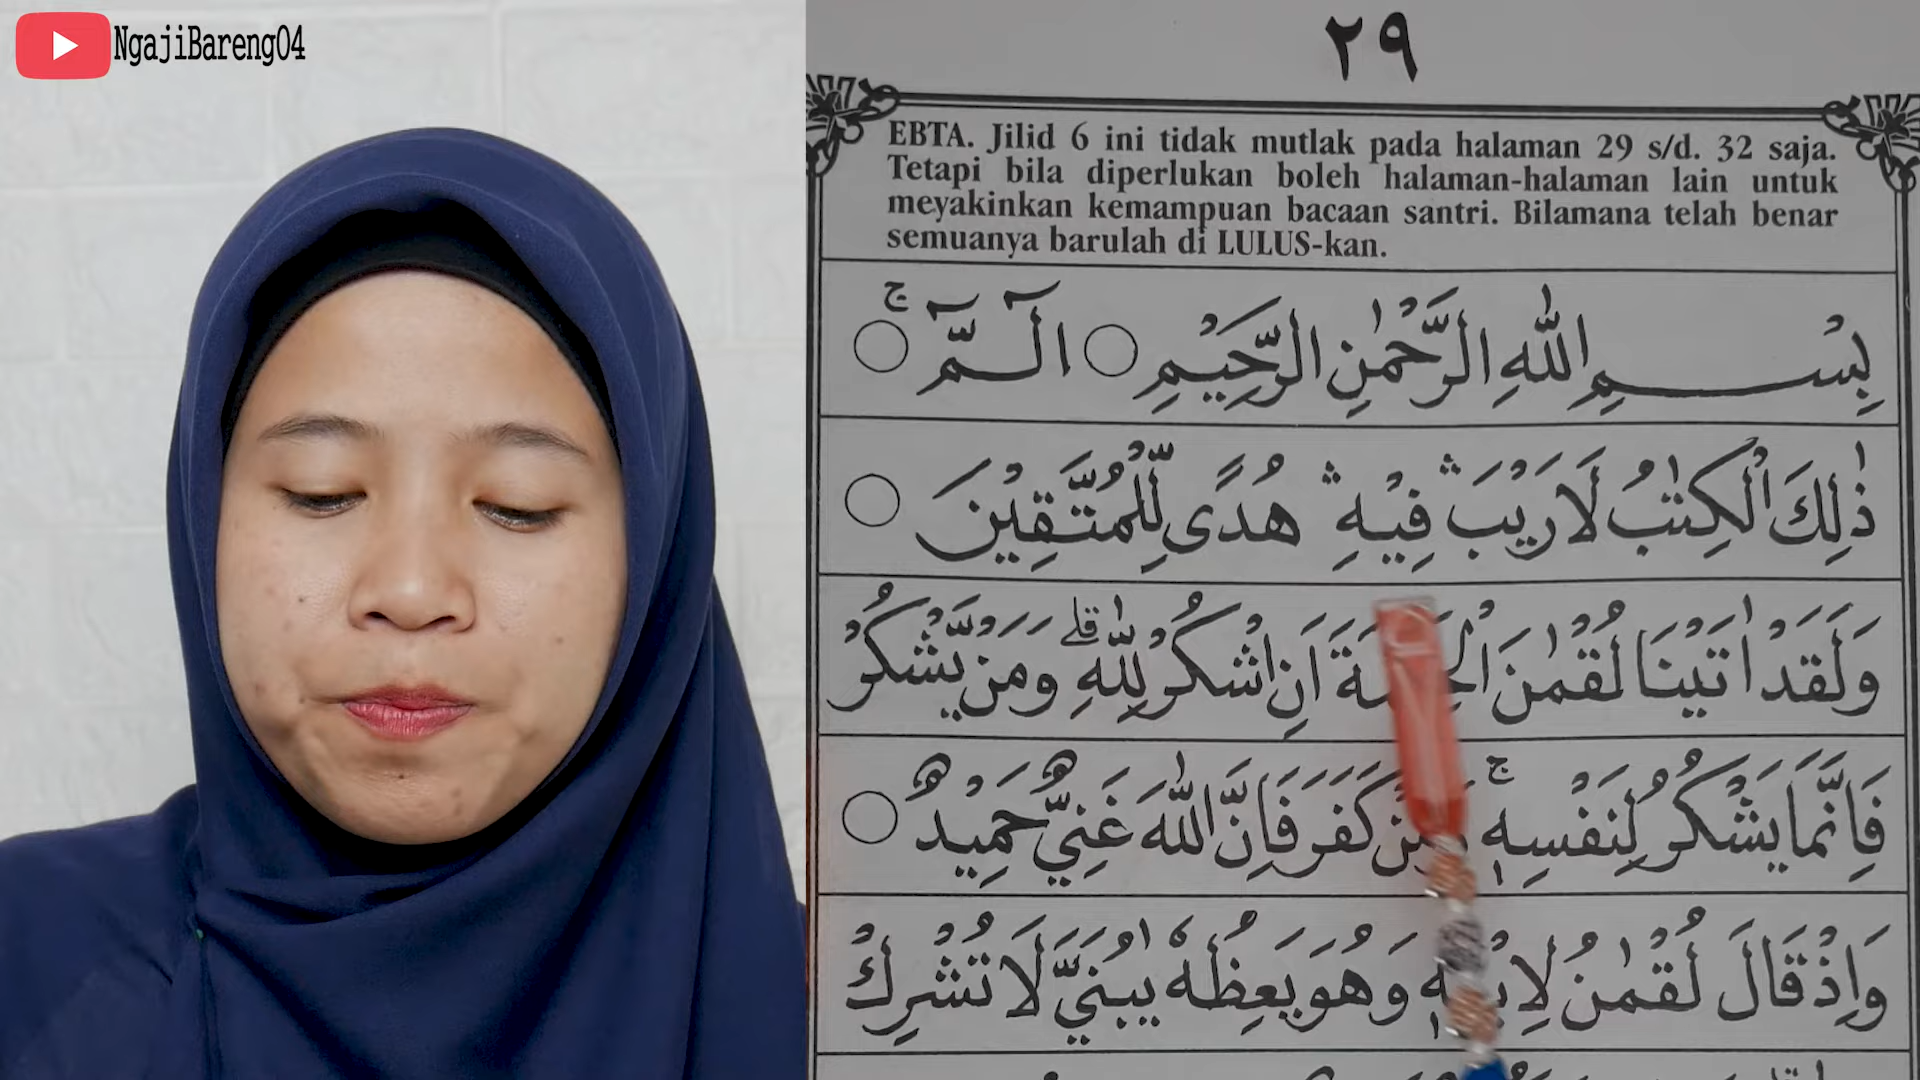 NgajiBareng04
٢٩
EBTA. Jilid 6 ini tidak mutlak pada halaman 29 s/d. 32 saja.
Tetapi bila diperlukan boleh halaman-halaman lain untuk
meyakinkan kemampuan bacaan santri. Bilamana telah benar
semuanya barulah di LULUS-kan.
بِسْمِ اللهِ الرَّحْمٰنِ الرَّحِيْمِ ○ الٓـمّٓ ○ ۚ
ذٰلِكَ الْكِتٰبُ لَا رَيْبَ ۛ فِيْهِ ۛ هُدًى لِّلْمُتَّقِيْنَ ○
وَلَقَدْ اٰتَيْنَا لُقْمٰنَ اَنِ اشْكُرْ لِلّٰهِ ۗ وَمَنْ يَّشْكُرْ
فَاِنَّمَا يَشْكُرُ لِنَفْسِهٖ ۚ كَفَرَ فَاِنَّ اللّٰهَ غَنِيٌّ حَمِيْدٌ ○
وَاِذْ قَالَ لُقْمٰنُ وَهُوَ يَعِظُهٗ يٰبُنَيَّ لَا تُشْرِكْ